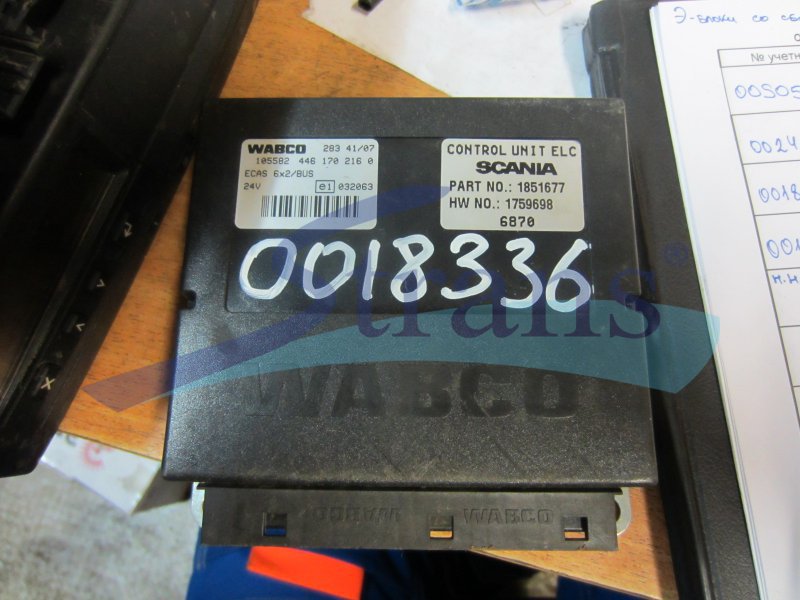 WABCO 283 41/07
105582 446 170 216 0
ECAS 6x2/BUS
24V e1 032063
CONTROL UNIT ELC
SCANIA
PART NO.: 1851677
HW NO.: 1759698
6870
0018336
Strans®
WABCO
WABCO WABCO
Э-блоки со
№ учетн
00505
0024
0018
001